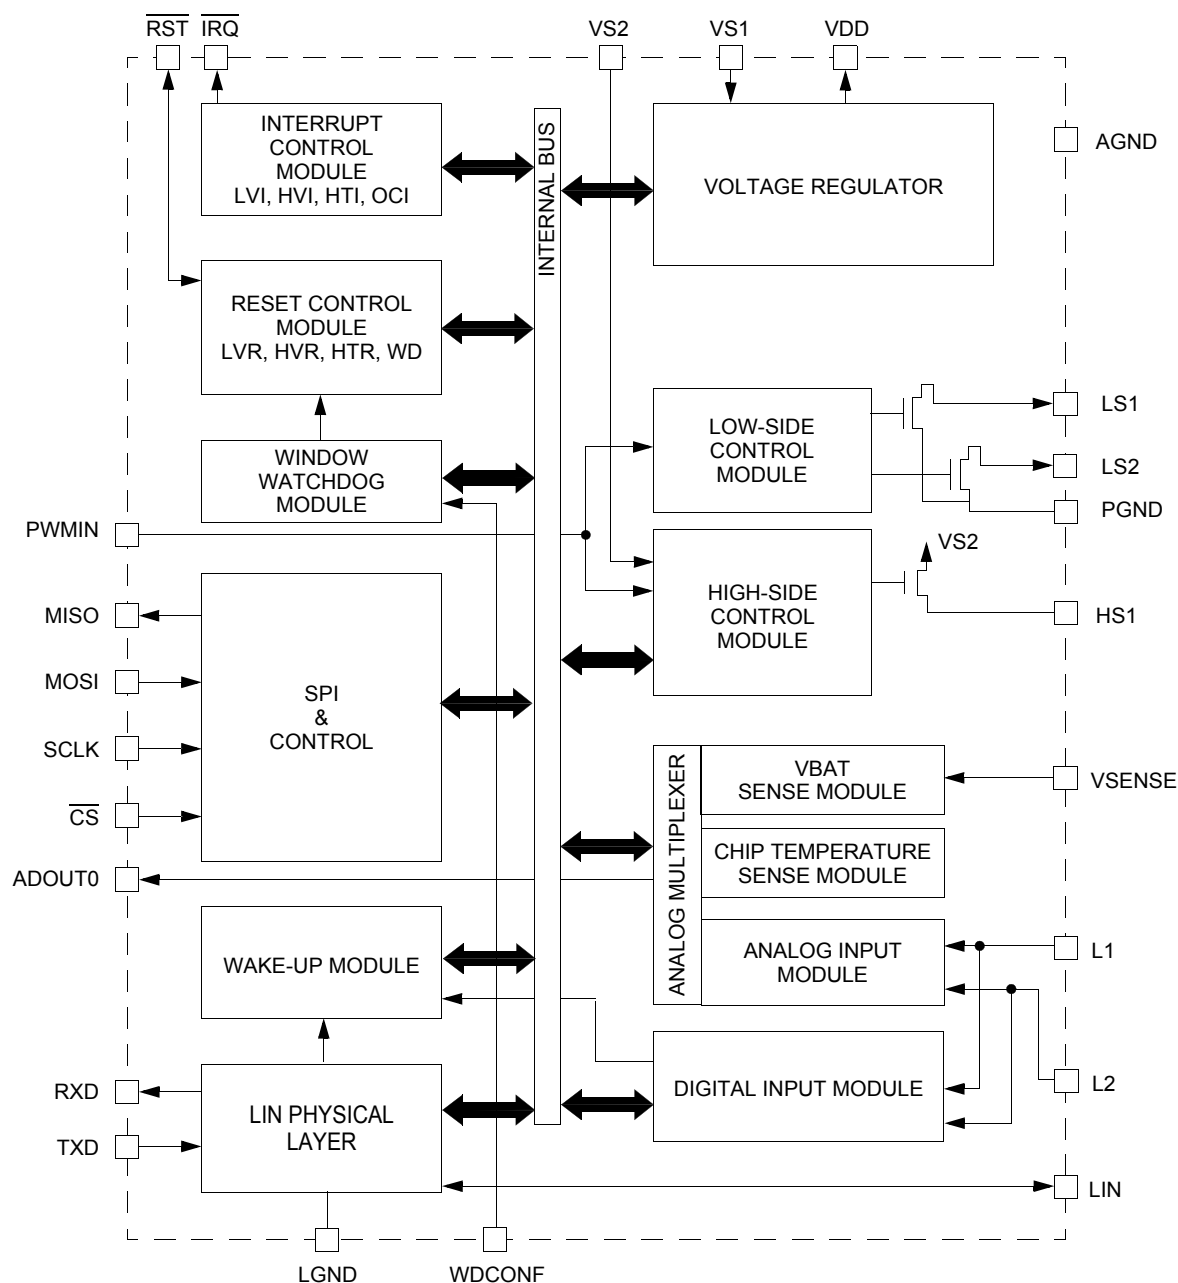 RST
IRQ
VS2
VS1
VDD
INTERRUPT
CONTROL
MODULE
LVI, HVI, HTI, OCI
INTERNAL BUS
VOLTAGE REGULATOR
AGND
RESET CONTROL
MODULE
LVR, HVR, HTR, WD
LOW-SIDE
CONTROL
MODULE
LS1
LS2
PGND
WINDOW
WATCHDOG
MODULE
PWMIN
VS2
HIGH-SIDE
CONTROL
MODULE
HS1
MISO
MOSI
SCLK
CS
SPI
&
CONTROL
ANALOG MULTIPLEXER
VBAT
SENSE MODULE
VSENSE
CHIP TEMPERATURE
SENSE MODULE
ADOUT0
ANALOG INPUT
MODULE
L1
WAKE-UP MODULE
DIGITAL INPUT MODULE
L2
RXD
TXD
LIN PHYSICAL
LAYER
LIN
LGND
WDCONF